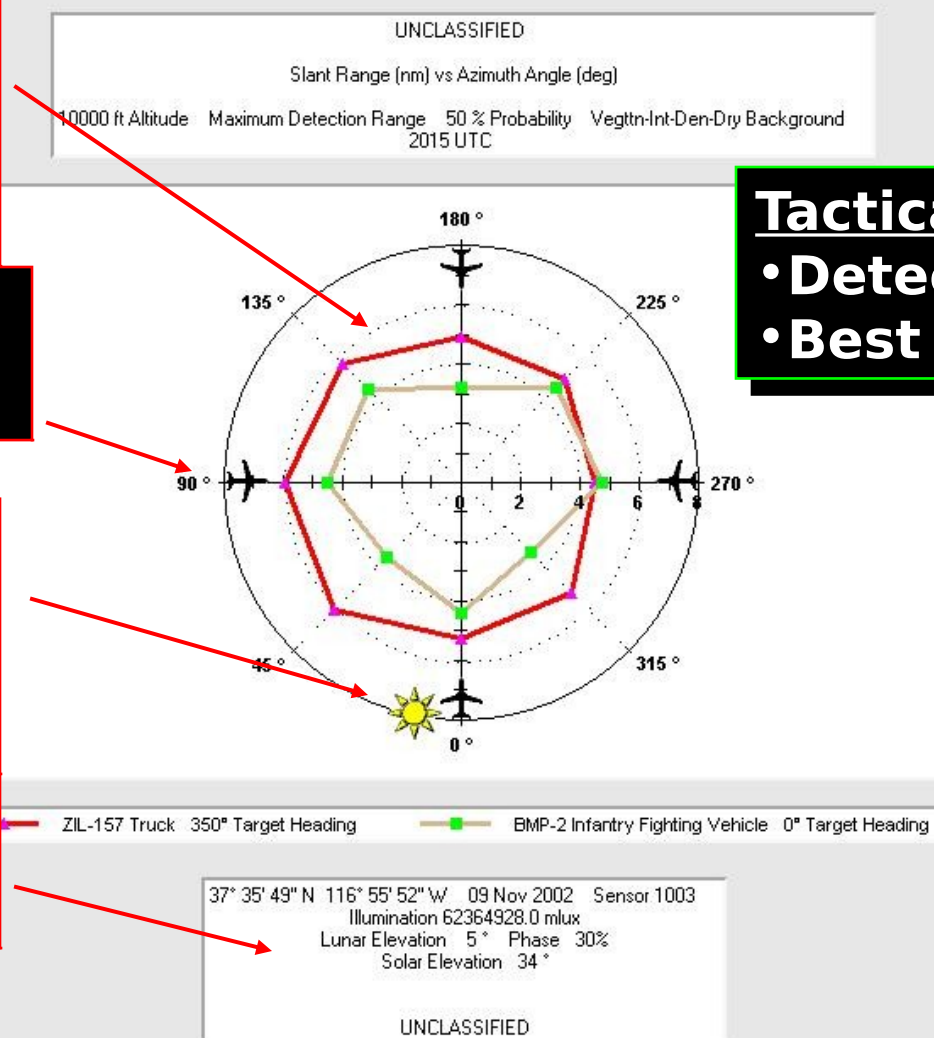 UNCLASSIFIED
Slant Range (nm) vs Azimuth Angle (deg)
10000 ft Altitude Maximum Detection Range 50 % Probability Vegttn-Int-Den-Dry Background
2015 UTC
Tactica
•Detec
•Best
180 °
135 °
225 °
90 °
270 °
0 2 4 6 8
45 °
315 °
0 °
ZIL-157 Truck 350° Target Heading
BMP-2 Infantry Fighting Vehicle 0° Target Heading
37° 35' 49" N 116° 55' 52" W 09 Nov 2002 Sensor 1003
Illumination 62364928.0 mlux
Lunar Elevation 5 ° Phase 30%
Solar Elevation 34 °
UNCLASSIFIED